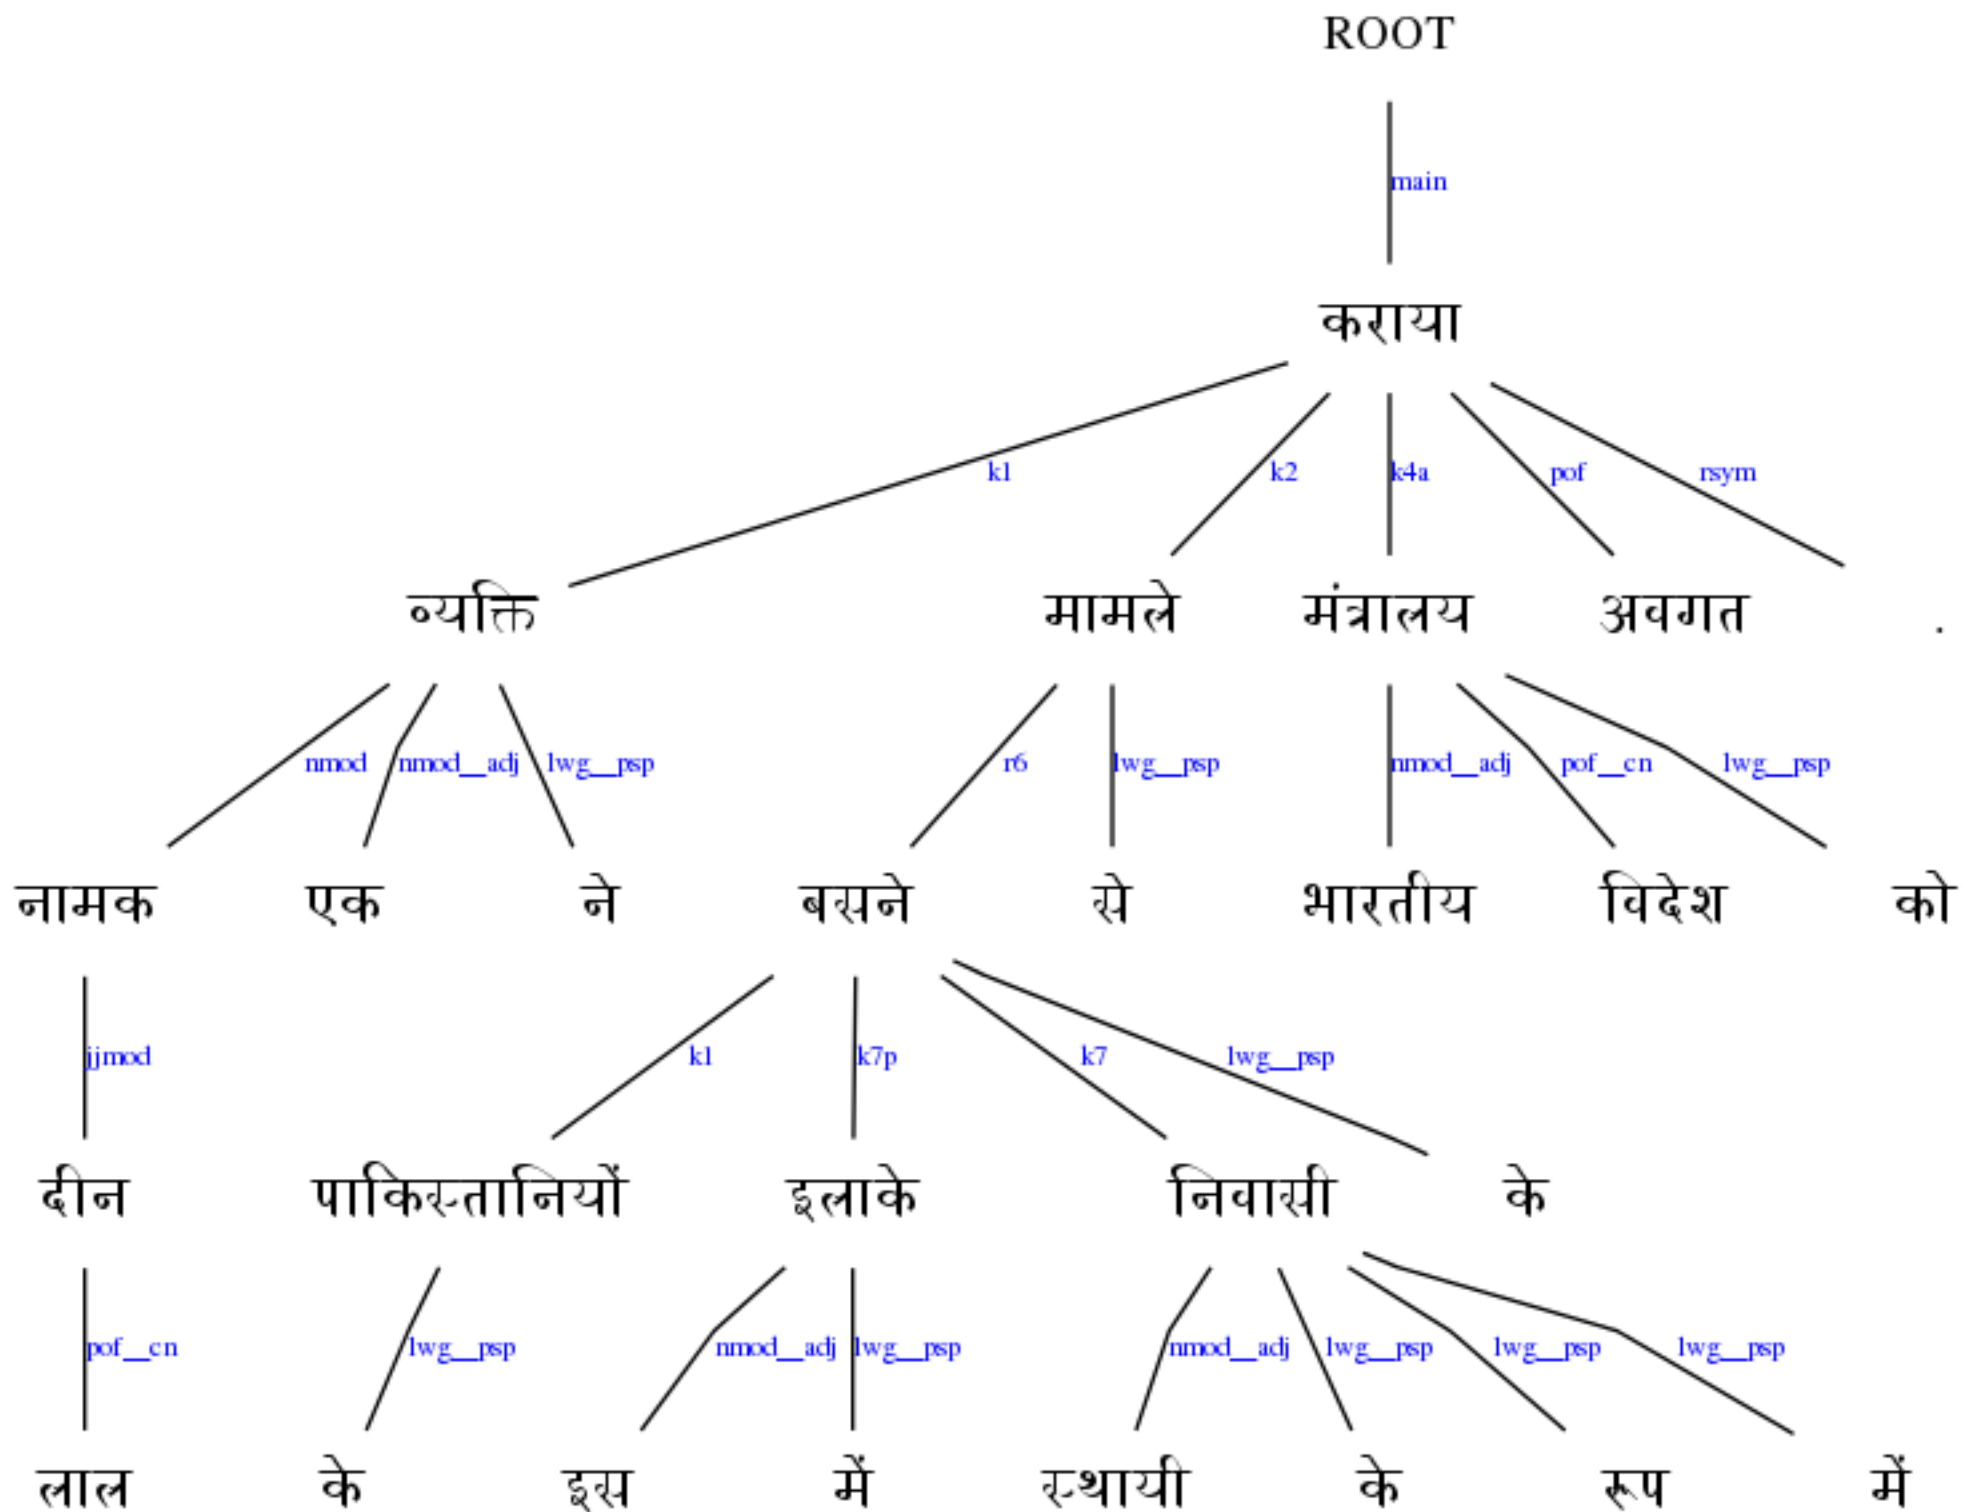 ROOT
main
कराया
k1 k2 k4a pof rsym
व्यक्ति मामले मंत्रालय अवगत .
nmod nmod__adj lwg__psp r6 lwg__psp nmod__adj pof__cn lwg__psp
नामक एक ने बसने से भारतीय विदेश को
jjmod k1 k7p k7 lwg__psp
दीन पाकिस्तानियों इलाके निवासी के
pof__cn lwg__psp nmod__adj lwg__psp nmod__adj lwg__psp lwg__psp lwg__psp
लाल के इस में स्थायी के रूप में